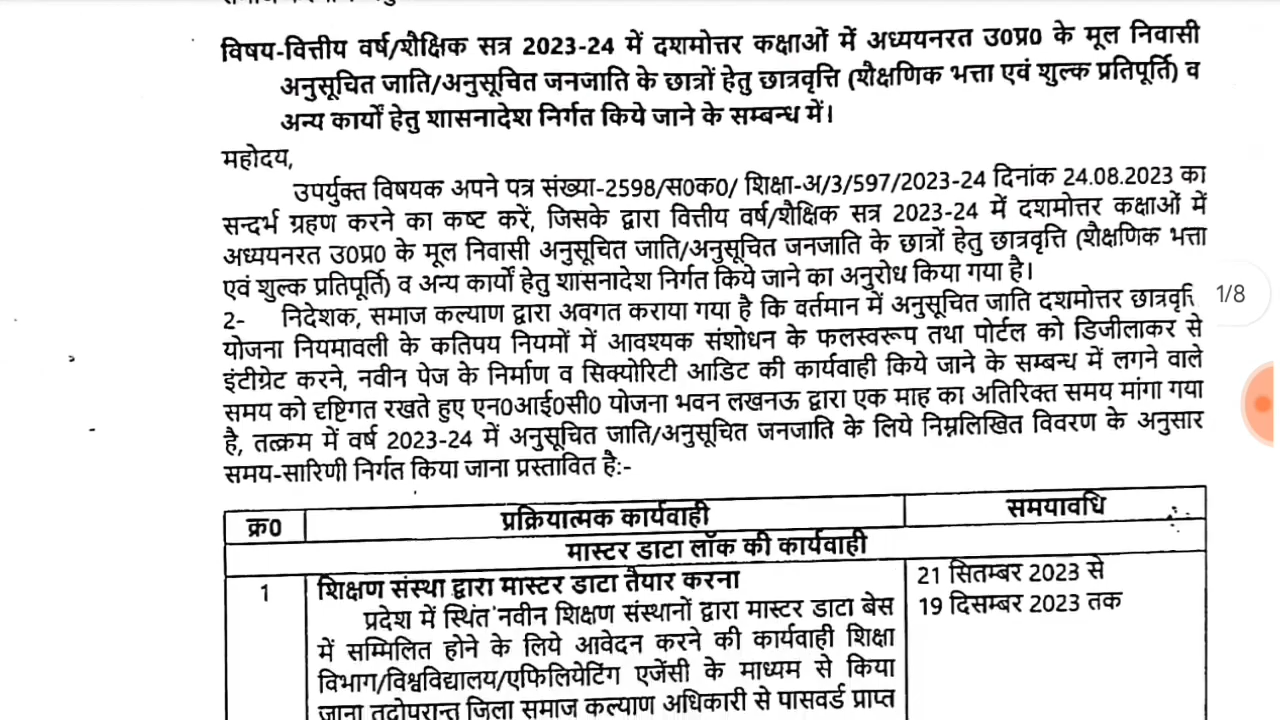 विषय-वित्तीय वर्ष/शैक्षिक सत्र 2023-24 में दशमोत्तर कक्षाओं में अध्ययनरत उ0प्र0 के मूल निवासी
अनुसूचित जाति/अनुसूचित जनजाति के छात्रों हेतु छात्रवृत्ति (शैक्षणिक भत्ता एवं शुल्क प्रतिपूर्ति) व
अन्य कार्यों हेतु शासनादेश निर्गत किये जाने के सम्बन्ध में।
महोदय,
उपर्युक्त विषयक अपने पत्र संख्या-2598/स0क0/ शिक्षा-अ/3/597/2023-24 दिनांक 24.08.2023 का
सन्दर्भ ग्रहण करने का कष्ट करें, जिसके द्वारा वित्तीय वर्ष/शैक्षिक सत्र 2023-24 में दशमोत्तर कक्षाओं में
अध्ययनरत उ0प्र0 के मूल निवासी अनुसूचित जाति/अनुसूचित जनजाति के छात्रों हेतु छात्रवृत्ति (शैक्षणिक भत्ता
एवं शुल्क प्रतिपूर्ति) व अन्य कार्यों हेतु शासनादेश निर्गत किये जाने का अनुरोध किया गया है।
2- निदेशक, समाज कल्याण द्वारा अवगत कराया गया है कि वर्तमान में अनुसूचित जाति दशमोत्तर
योजना नियमावली के कतिपय नियमों में आवश्यक संशोधन के फलस्वरूप तथा पोर्टल को डिजीलाकर से
इंटीग्रेट करने, नवीन पेज के निर्माण व सिक्योरिटी आडिट की कार्यवाही किये जाने के सम्बन्ध में लगने वाले
समय को दृष्टिगत रखते हुए एन0आई0सी0 योजना भवन लखनऊ द्वारा एक माह का अतिरिक्त समय मांगा गया
है, तत्क्रम में वर्ष 2023-24 में अनुसूचित जाति/अनुसूचित जनजाति के लिये निम्नलिखित विवरण के अनुसार
समय-सारिणी निर्गत किया जाना प्रस्तावित है:-
1/8
क्र0 प्रक्रियात्मक कार्यवाही समयावधि
मास्टर डाटा लॉक की कार्यवाही
1 शिक्षण संस्था द्वारा मास्टर डाटा तैयार करना 21 सितम्बर 2023 से
प्रदेश में स्थित नवीन शिक्षण संस्थानों द्वारा मास्टर डाटा बेस 19 दिसम्बर 2023 तक
में सम्मिलित होने के लिये आवेदन करने की कार्यवाही शिक्षा
विभाग/विश्वविद्यालय/एफिलियेटिंग एजेंसी के माध्यम से किया
जाना तदोपरान्त जिला समाज कल्याण अधिकारी से पासवर्ड प्राप्त